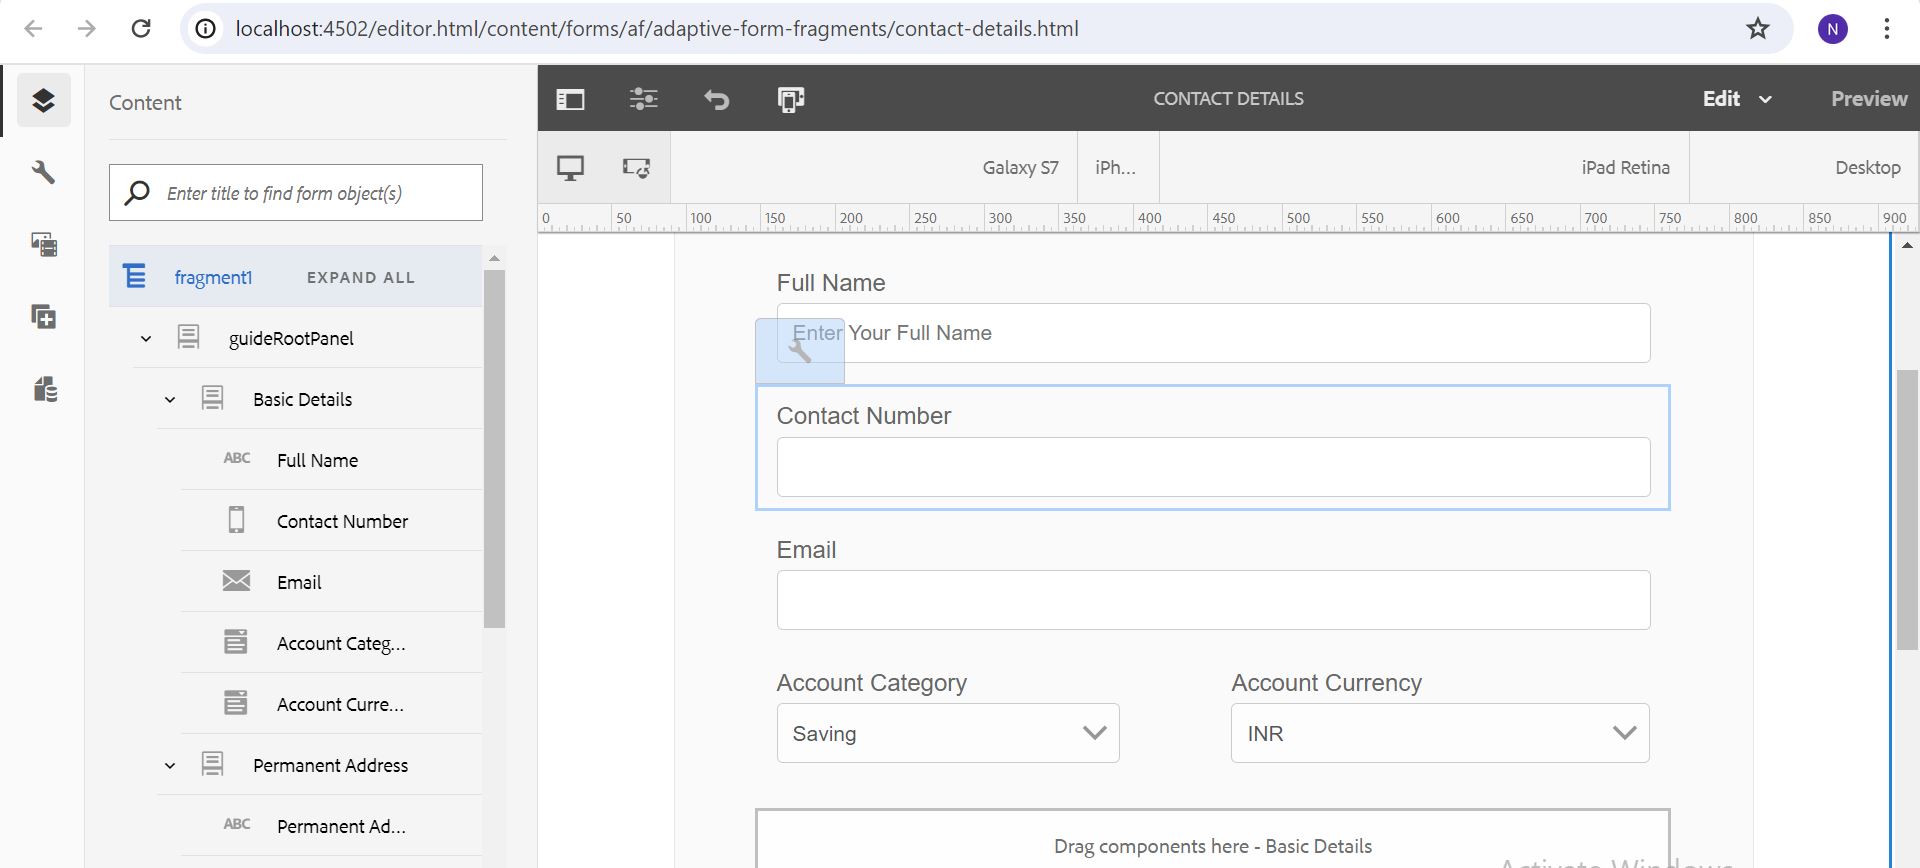 localhost:4502/editor.html/content/forms/af/adaptive-form-fragments/contact-details.html
N
Content
Enter title to find form object(s)
fragment1 EXPAND ALL
guideRootPanel
Basic Details
ABC Full Name
Contact Number
Email
Account Categ...
Account Curre...
Permanent Address
ABC Permanent Ad...
CONTACT DETAILS
Edit
Preview
Galaxy S7
iPh...
iPad Retina
Desktop
0 50 100 150 200 250 300 350 400 450 500 550 600 650 700 750 800 850 900
Full Name
Enter Your Full Name
Contact Number
Email
Account Category
Account Currency
Saving
INR
Drag components here - Basic Details
Activate Windows